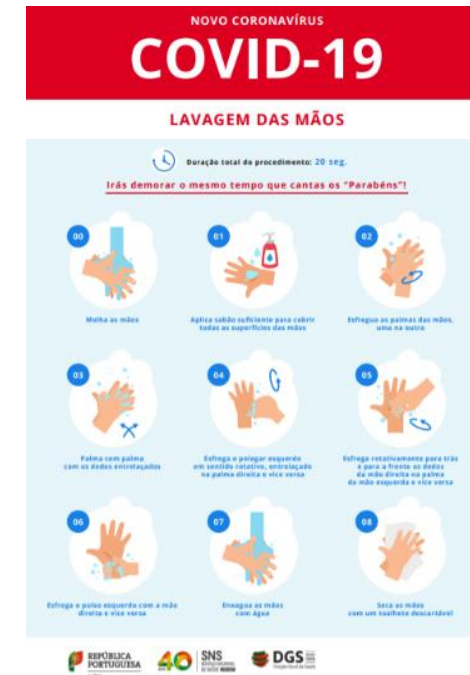 NOVO CORONAVÍRUS
COVID-19
LAVAGEM DAS MÃOS
Duração total do procedimento: 20 seg.
Irás demorar o mesmo tempo que cantas os "Parabéns"!
00
Molha as mãos
01
Aplica sabão suficiente para cobrir
todas as superfícies das mãos
02
Esfregua as palmas das mãos,
uma na outra
03
Palma com palma
com os dedos entrelaçados
04
Esfrega o polegar esquerdo
em sentido rotativo, entrelaçado
na palma direita e vice versa
05
Esfrega rotativamente para trás
e para a frente os dedos
da mão direita na palma
da mão esquerda e vice versa
06
Esfrega o pulso esquerdo com a mão
direita e vice versa
07
Enxagua as mãos
com água
08
Seca as mãos
com um toalhete descartável
REPÚBLICA
PORTUGUESA
40
SNS
DGS